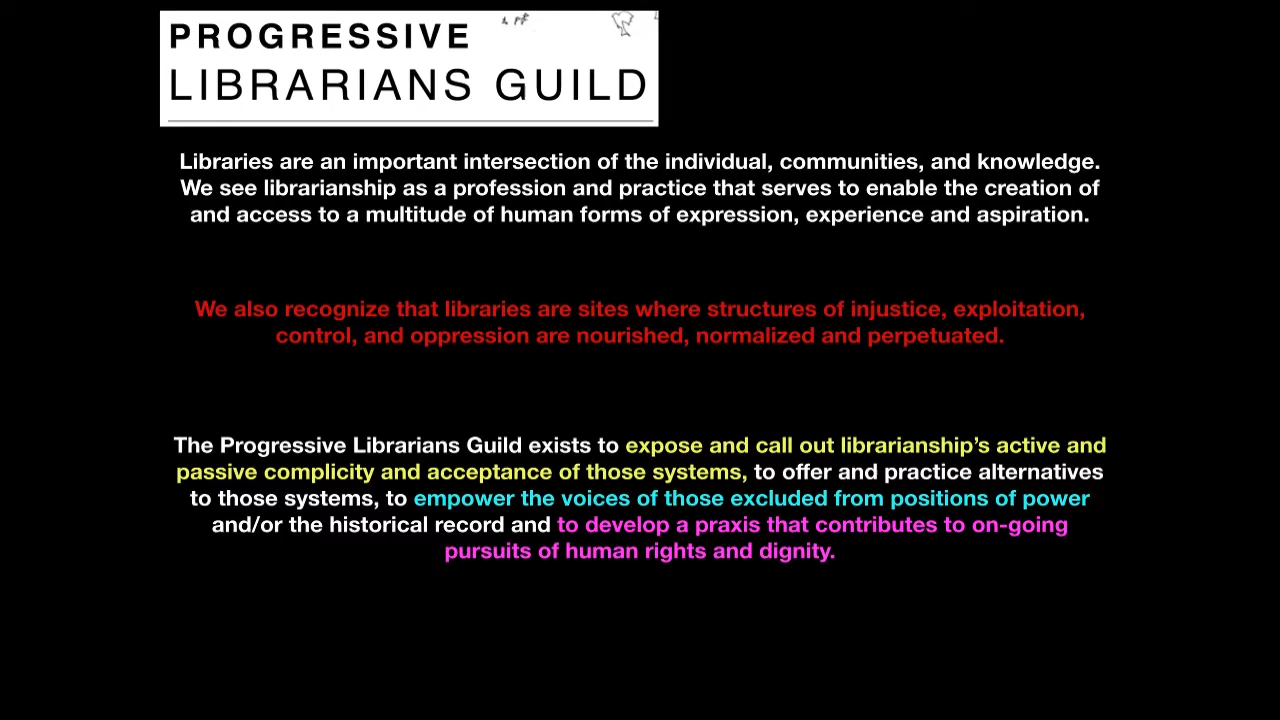 PROGRESSIVE
LIBRARIANS GUILD
Libraries are an important intersection of the individual, communities, and knowledge.
We see librarianship as a profession and practice that serves to enable the creation of
and access to a multitude of human forms of expression, experience and aspiration.
We also recognize that libraries are sites where structures of injustice, exploitation,
control, and oppression are nourished, normalized and perpetuated.
The Progressive Librarians Guild exists to expose and call out librarianship’s active and
passive complicity and acceptance of those systems, to offer and practice alternatives
to those systems, to empower the voices of those excluded from positions of power
and/or the historical record and to develop a praxis that contributes to on-going
pursuits of human rights and dignity.